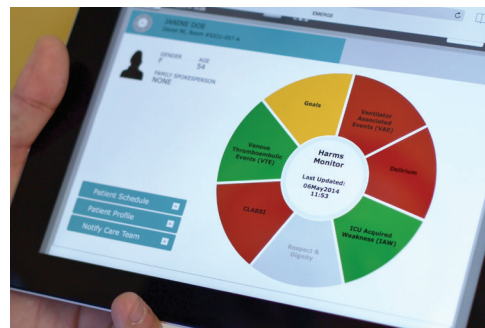 EMERGE
JANINE DOE
GENDER
AGE
F
54
FAMILY SPOKESPERSON
NONE
Goals
Ventilator
Associated
Events (VAE)
Delirium
ICU Acquired
Weakness (IAW)
Respect &
Dignity
CLABSI
Venous
Thromboembolic
Events (VTE)
Harms
Monitor
Last Updated:
06May2014
11:53
Patient Schedule
Patient Profile
Notify Care Team